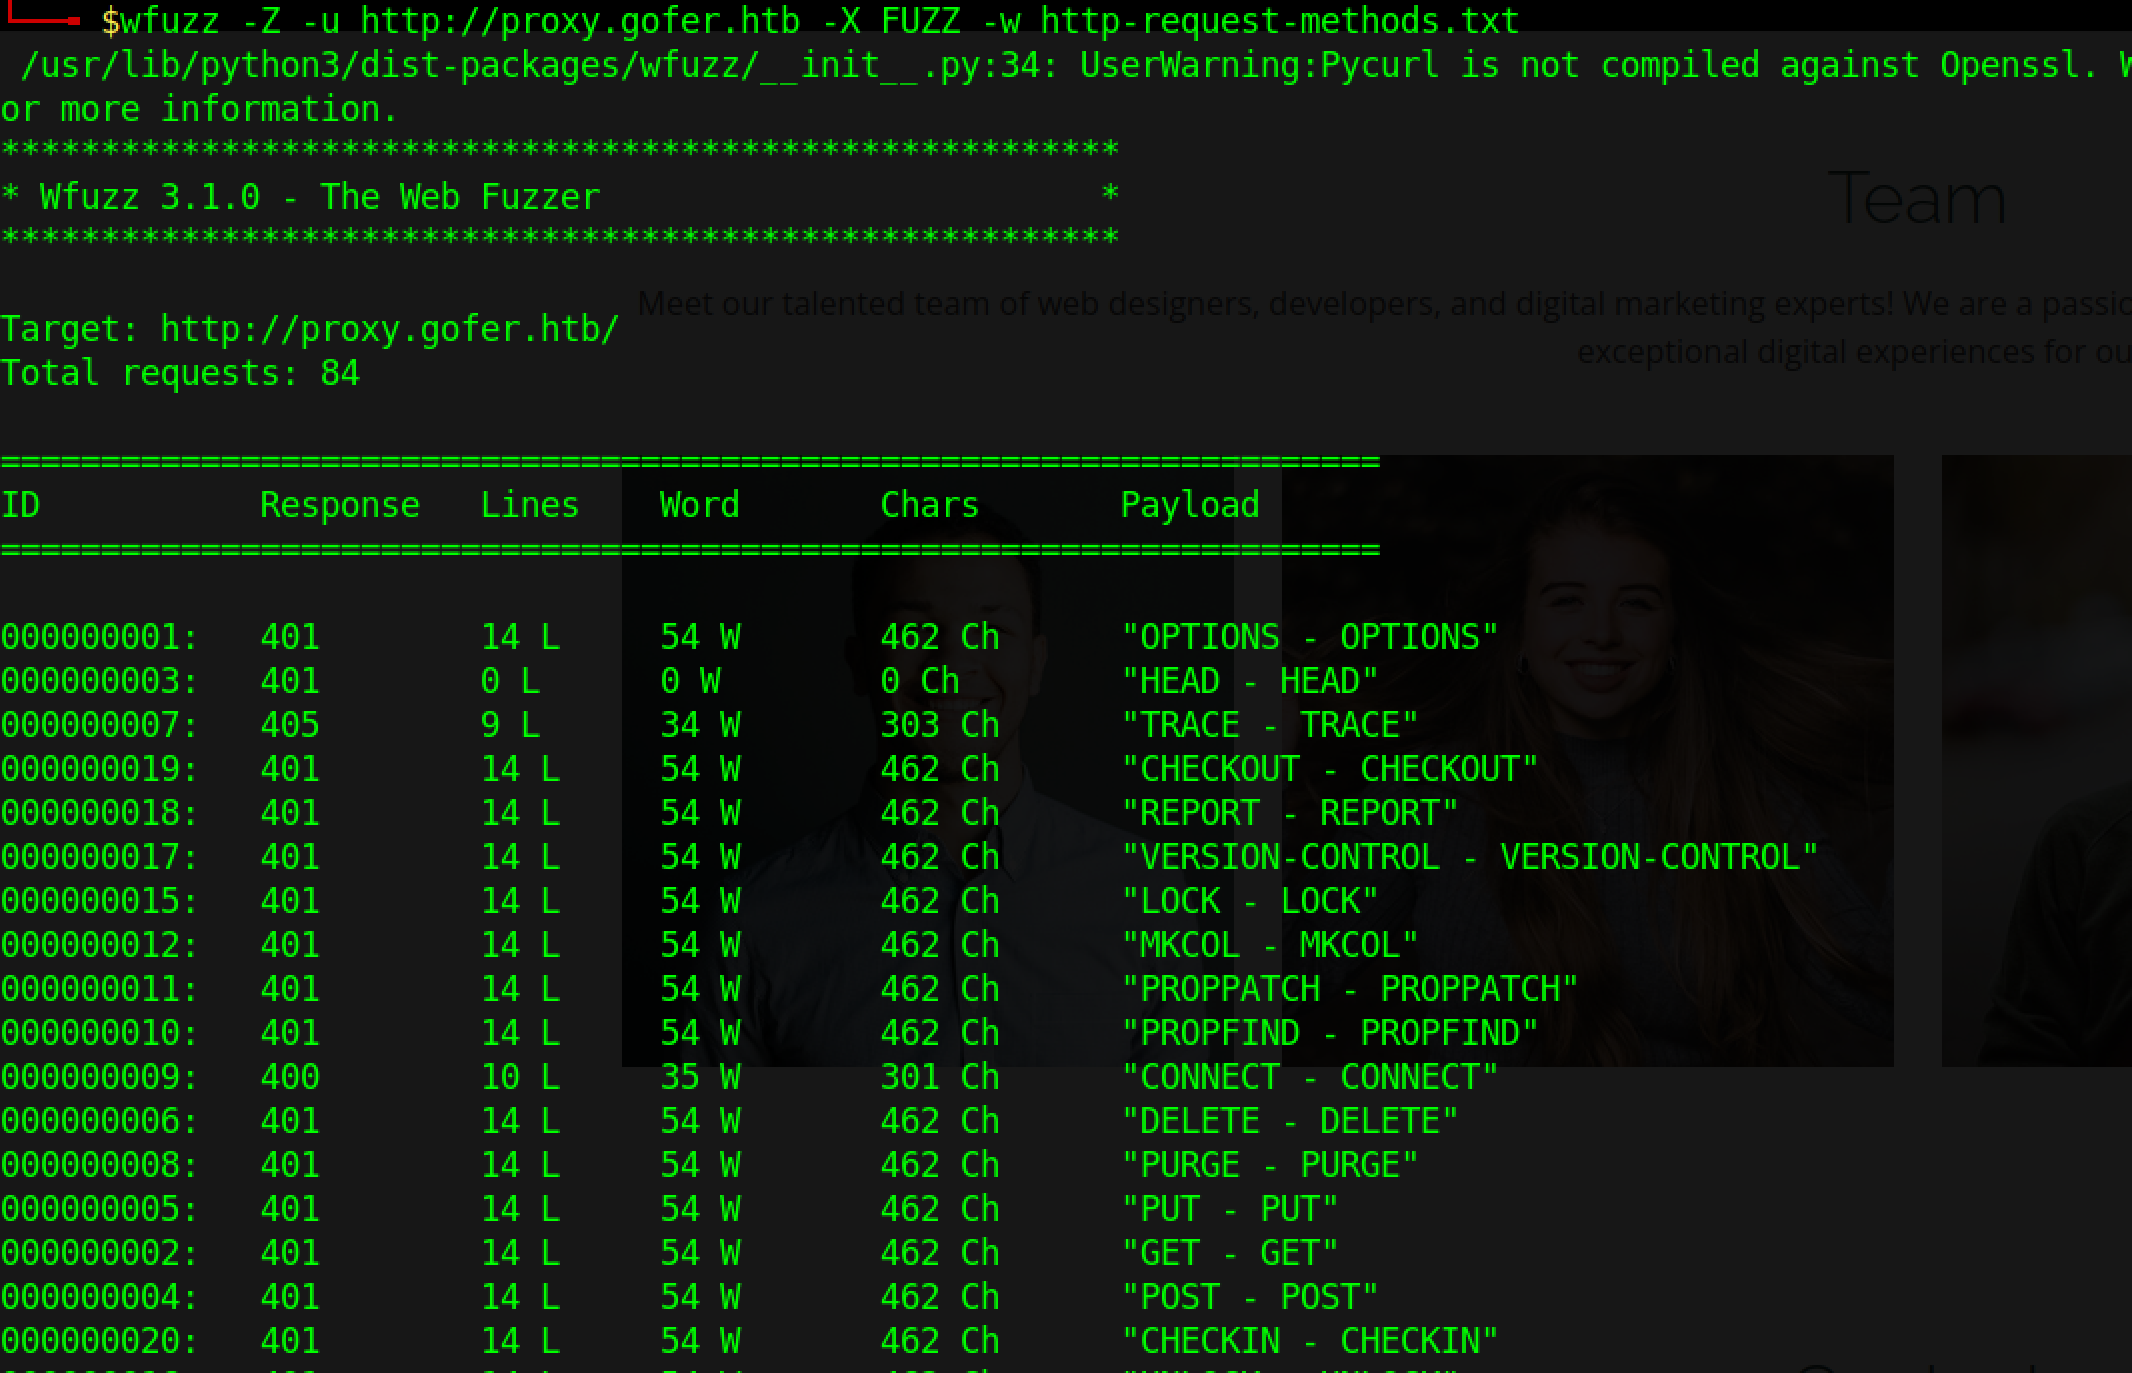 $wfuzz -Z -u http://proxy.gofer.htb -X FUZZ -w http-request-methods.txt
/usr/lib/python3/dist-packages/wfuzz/__init__.py:34: UserWarning:Pycurl is not compiled against Openssl.
or more information.
********************************************************
* Wfuzz 3.1.0 - The Web Fuzzer                         *
********************************************************
Team
Meet our talented team of web designers, developers, and digital marketing experts! We are a
Target: http://proxy.gofer.htb/
exceptional digital experiences for
Total requests: 84
=====================================================================
ID           Response   Lines    Word       Chars       Payload
=====================================================================
000000001:   401        14 L     54 W       462 Ch      "OPTIONS - OPTIONS"
000000003:   401        0 L      0 W        0 Ch        "HEAD - HEAD"
000000007:   405        9 L      34 W       303 Ch      "TRACE - TRACE"
000000019:   401        14 L     54 W       462 Ch      "CHECKOUT - CHECKOUT"
000000018:   401        14 L     54 W       462 Ch      "REPORT - REPORT"
000000017:   401        14 L     54 W       462 Ch      "VERSION-CONTROL - VERSION-CONTROL"
000000015:   401        14 L     54 W       462 Ch      "LOCK - LOCK"
000000012:   401        14 L     54 W       462 Ch      "MKCOL - MKCOL"
000000011:   401        14 L     54 W       462 Ch      "PROPPATCH - PROPPATCH"
000000010:   401        14 L     54 W       462 Ch      "PROPFIND - PROPFIND"
000000009:   400        10 L     35 W       301 Ch      "CONNECT - CONNECT"
000000006:   401        14 L     54 W       462 Ch      "DELETE - DELETE"
000000008:   401        14 L     54 W       462 Ch      "PURGE - PURGE"
000000005:   401        14 L     54 W       462 Ch      "PUT - PUT"
000000002:   401        14 L     54 W       462 Ch      "GET - GET"
000000004:   401        14 L     54 W       462 Ch      "POST - POST"
000000020:   401        14 L     54 W       462 Ch      "CHECKIN - CHECKIN"